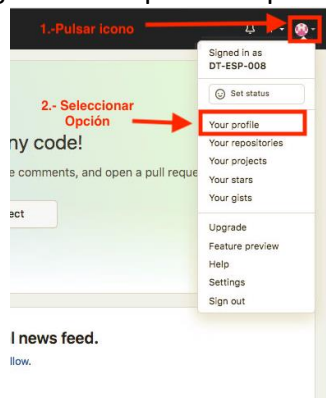 1.-Pulsar icono
Signed in as
DT-ESP-008
Set status
2.- Seleccionar
Opción
Your profile
ny code!
Your repositories
e comments, and open a pull reque
Your projects
Your stars
Your gists
ect
Upgrade
Feature preview
Help
Settings
Sign out
l news feed.
llow.